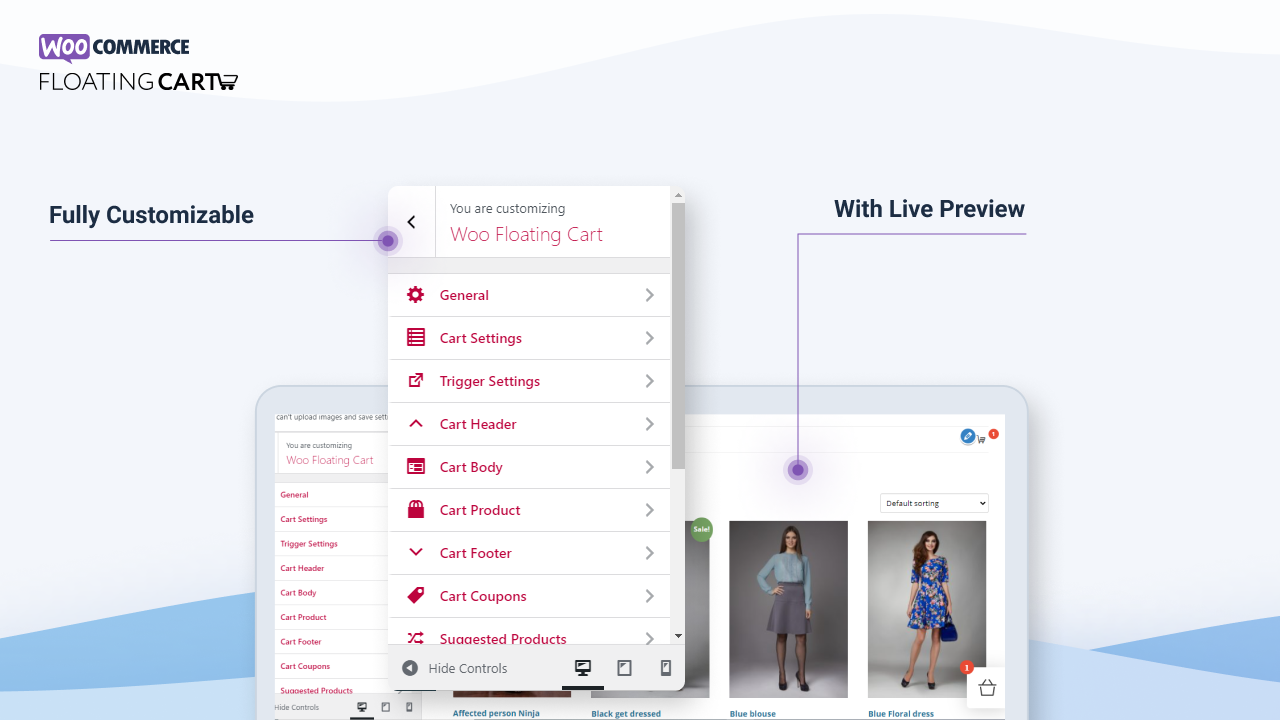 WOO COMMERCE
FLOATING CART
Fully Customizable
With Live Preview
You are customizing
Woo Floating Cart
General
Cart Settings
Trigger Settings
Cart Header
Cart Body
Cart Product
Cart Footer
Cart Coupons
Suggested Products
Hide Controls
can't upload images and save sett
You are customizing
Woo Floating Cart
General
Cart Settings
Trigger Settings
Cart Header
Cart Body
Cart Product
Cart Footer
Cart Coupons
Suggested Products
Hide Controls
1
Default sorting
Sale!
1
Affected person Ninja
Black get dressed
Blue blouse
Blue Floral dress